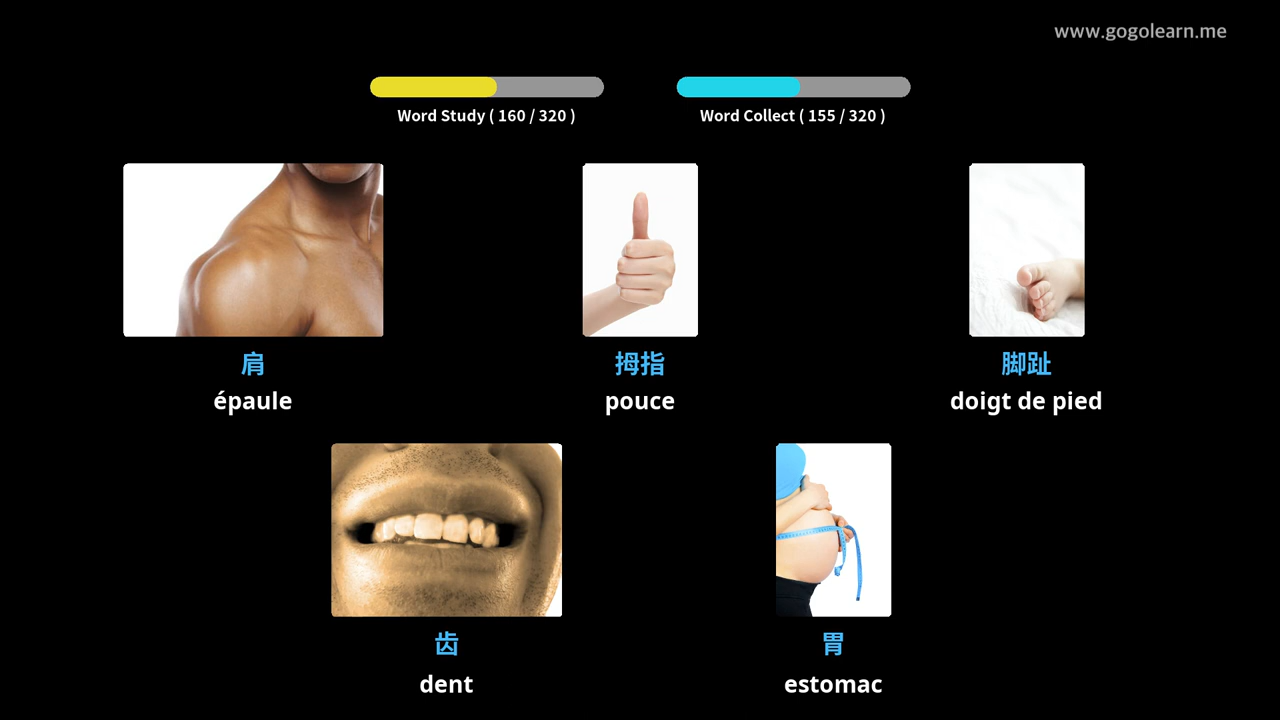 www.gogolearn.me
Word Study ( 160 / 320 )
Word Collect ( 155 / 320 )
肩
拇指
脚趾
épaule
pouce
doigt de pied
齿
胃
dent
estomac